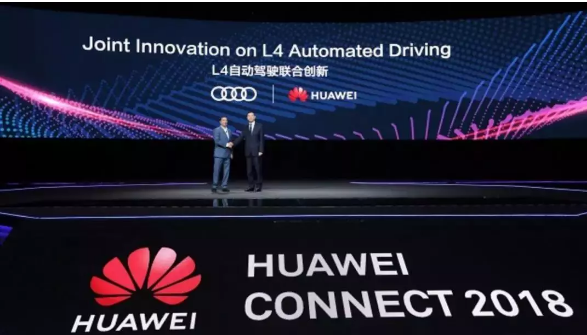 Joint Innovation on L4 Automated Driving
L4自动驾驶联合创新
HUAWEI
HUAWEI
HUAWEI
CONNECT 2018